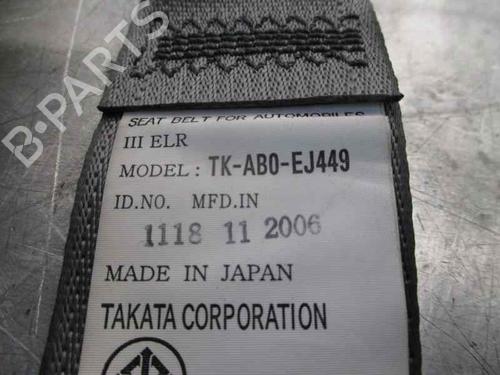 SEAT BELT FOR AUTOMOBILES
III ELR
MODEL: TK-AB0-EJ449
ID.NO. MFD.IN
1118 11 2006
MADE IN JAPAN
TAKATA CORPORATION
B-PARTS